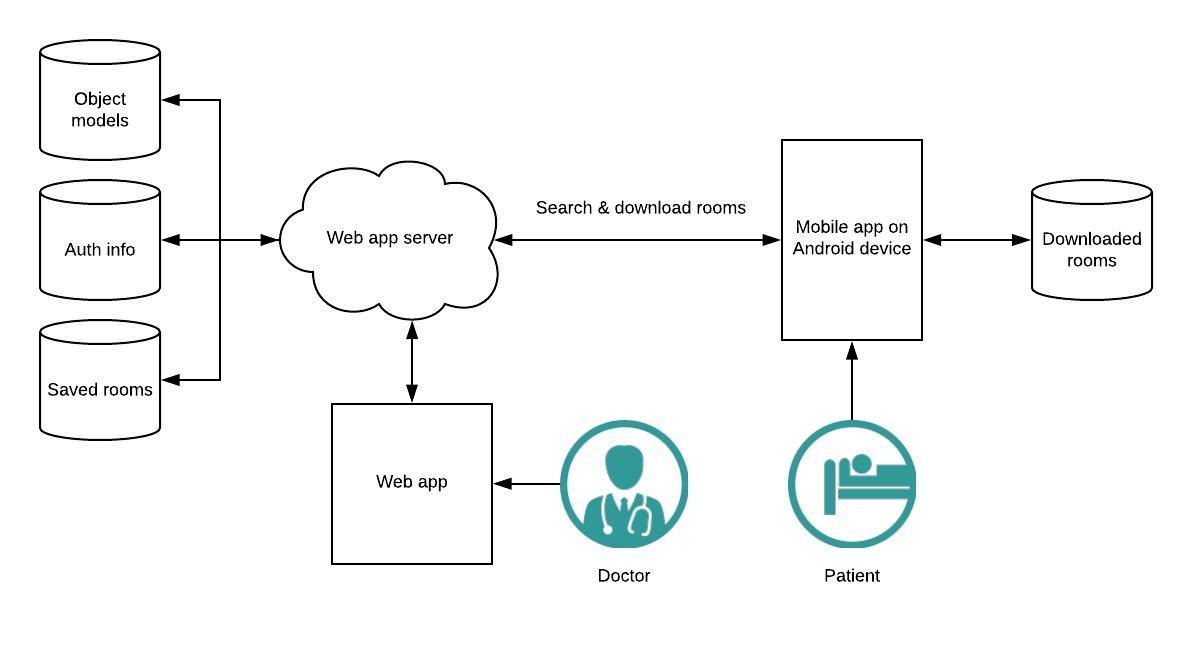 Object
models
Auth info
Saved rooms
Web app server
Search & download rooms
Mobile app on
Android device
Downloaded
rooms
Web app
Doctor
Patient